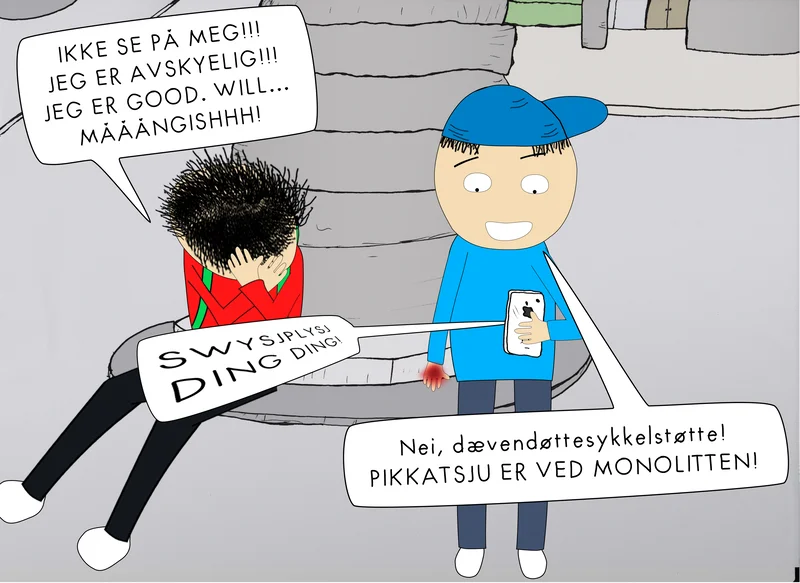 IKKE SE PÅ MEG!!!
JEG ER AVSKYELIG!!!
JEG ER GOOD. WILL...
MÅÅÅNGISHHH!
SWYSJPLYSJ
DING DING!
Nei, dævendøttesykkelstøtte!
PIKKATSJU ER VED MONOLITTEN!